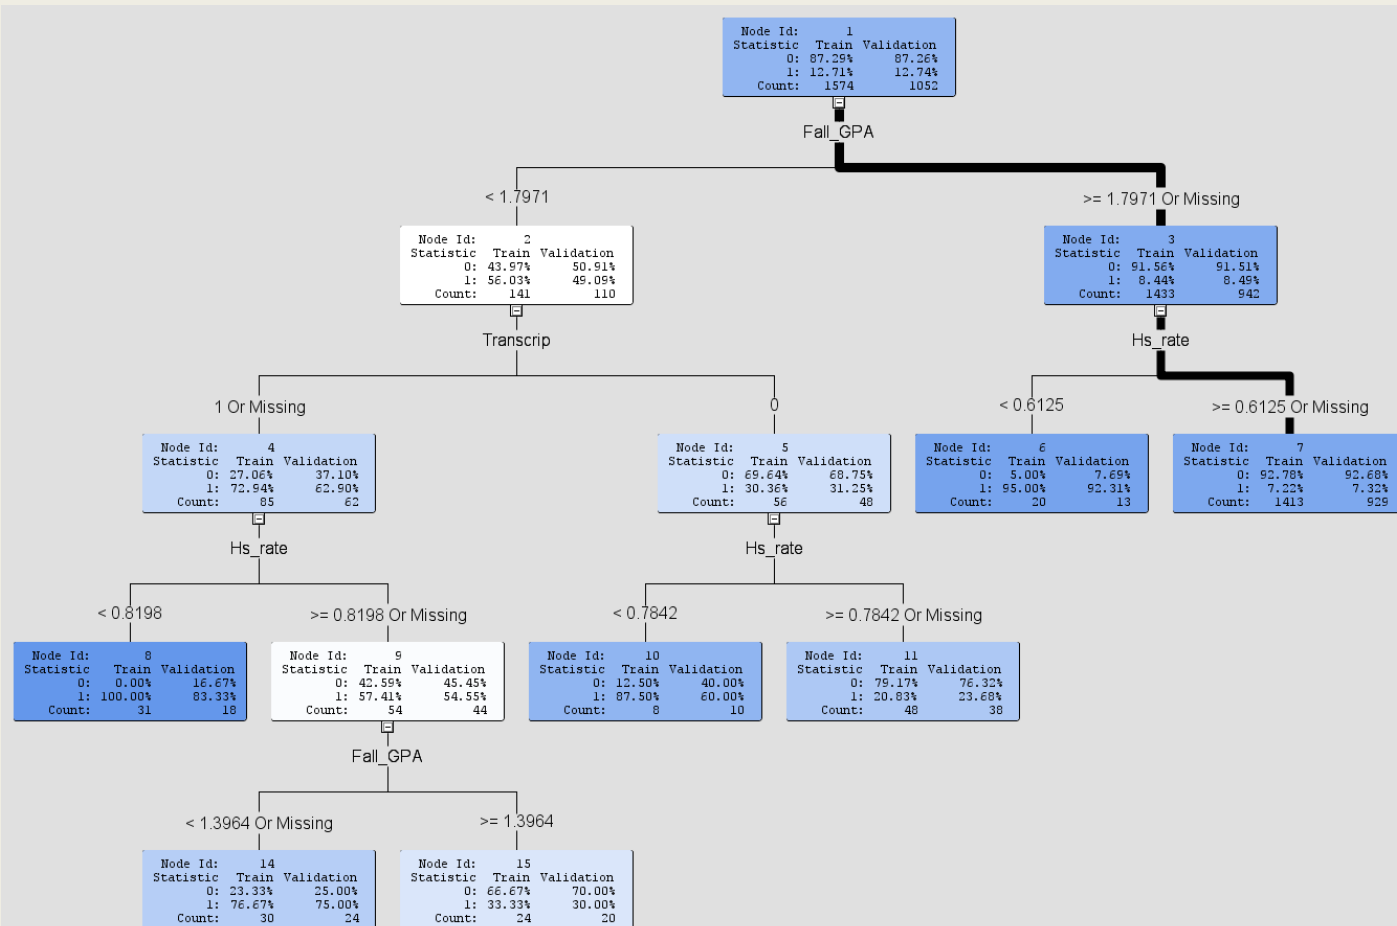 Node Id: 1
Statistic Train Validation
0: 87.29% 87.26%
1: 12.71% 12.74%
Count: 1574 1052
Fall_GPA
< 1.7971
>= 1.7971 Or Missing
Node Id: 2
Statistic Train Validation
0: 43.97% 50.91%
1: 56.03% 49.09%
Count: 141 110
Node Id: 3
Statistic Train Validation
0: 91.56% 91.51%
1: 8.44% 8.49%
Count: 1433 942
Transcrip
Hs_rate
1 Or Missing
0
< 0.6125
>= 0.6125 Or Missing
Node Id: 4
Statistic Train Validation
0: 27.06% 37.10%
1: 72.94% 62.90%
Count: 85 62
Node Id: 5
Statistic Train Validation
0: 69.64% 68.75%
1: 30.36% 31.25%
Count: 56 48
Node Id: 6
Statistic Train Validation
0: 5.00% 7.69%
1: 95.00% 92.31%
Count: 20 13
Node Id: 7
Statistic Train Validation
0: 92.78% 92.68%
1: 7.22% 7.32%
Count: 1413 929
Hs_rate
Hs_rate
< 0.8198
>= 0.8198 Or Missing
< 0.7842
>= 0.7842 Or Missing
Node Id: 8
Statistic Train Validation
0: 0.00% 16.67%
1: 100.00% 83.33%
Count: 31 18
Node Id: 9
Statistic Train Validation
0: 42.59% 45.45%
1: 57.41% 54.55%
Count: 54 44
Node Id: 10
Statistic Train Validation
0: 12.50% 40.00%
1: 87.50% 60.00%
Count: 8 10
Node Id: 11
Statistic Train Validation
0: 79.17% 76.32%
1: 20.83% 23.68%
Count: 48 38
Fall_GPA
< 1.3964 Or Missing
>= 1.3964
Node Id: 14
Statistic Train Validation
0: 23.33% 25.00%
1: 76.67% 75.00%
Count: 30 24
Node Id: 15
Statistic Train Validation
0: 66.67% 70.00%
1: 33.33% 30.00%
Count: 24 20